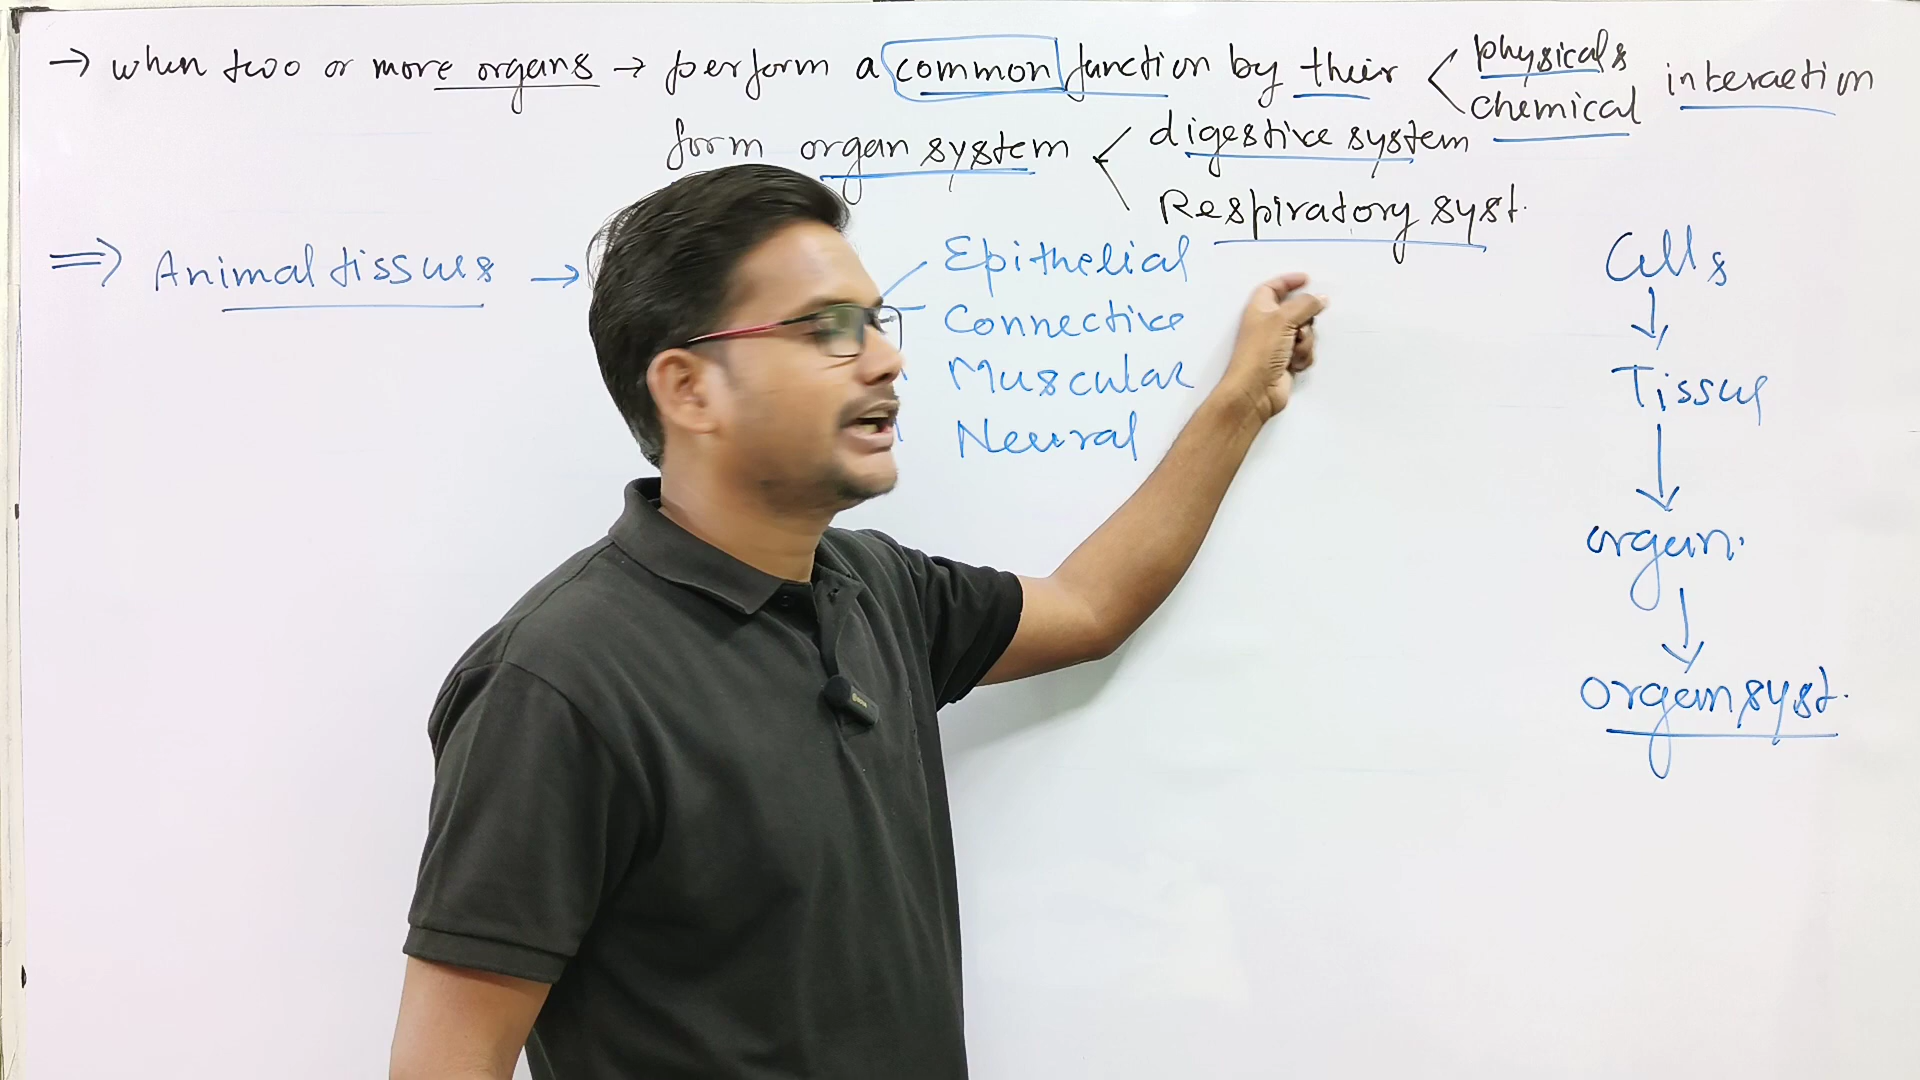 → when two or more organs → perform a common function by their < physical & chemical interaction
form organ system < digestive system
Respiratory syst.
⇒ Animal tissues →
Epithelial
Connective
Muscular
Neural
Cells
↓
Tissue
↓
organ.
↓
organ syst.